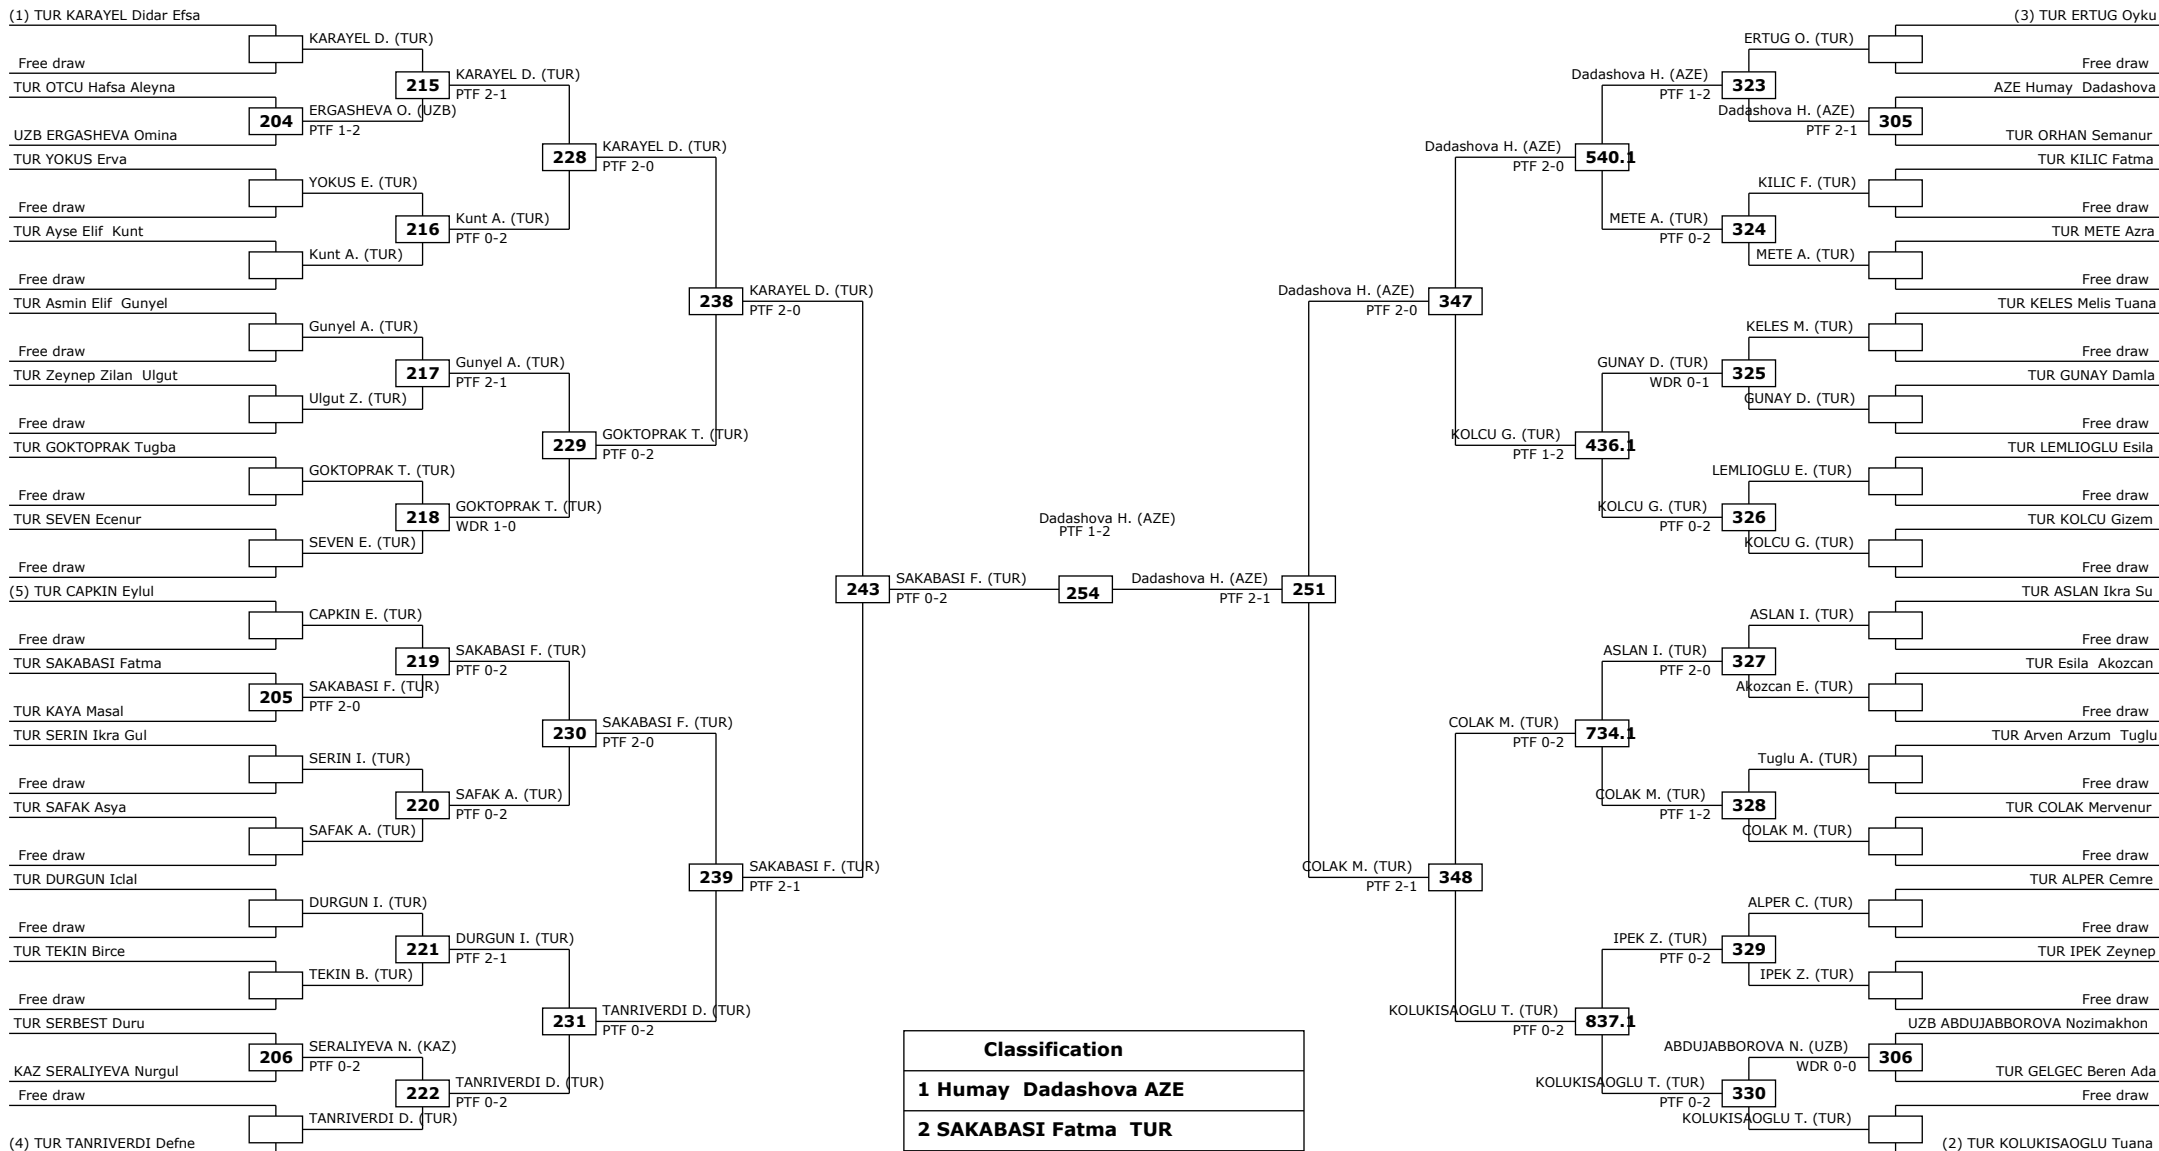 (1) TUR KARAYEL Didar Efsa
Free draw
TUR OTCU Hafsa Aleyna
UZB ERGASHEVA Omina
TUR YOKUS Erva
Free draw
TUR Ayse Elif Kunt
Free draw
TUR Asmin Elif Gunyel
Free draw
TUR Zeynep Zilan Ulgut
Free draw
TUR GOKTOPRAK Tugba
Free draw
TUR SEVEN Ecenur
Free draw
(5) TUR CAPKIN Eylul
Free draw
TUR SAKABASI Fatma
TUR KAYA Masal
TUR SERIN Ikra Gul
Free draw
TUR SAFAK Asya
Free draw
TUR DURGUN Iclal
Free draw
TUR TEKIN Birce
Free draw
TUR SERBEST Duru
KAZ SERALIYEVA Nurgul
Free draw
(4) TUR TANRIVERDI Defne
204
205
206
KARAYEL D. (TUR)
ERGASHEVA O. (UZB)
PTF 1-2
YOKUS E. (TUR)
Kunt A. (TUR)
Gunyel A. (TUR)
Ulgut Z. (TUR)
GOKTOPRAK T. (TUR)
SEVEN E. (TUR)
CAPKIN E. (TUR)
SAKABASI F. (TUR)
PTF 2-0
SERIN I. (TUR)
SAFAK A. (TUR)
DURGUN I. (TUR)
TEKIN B. (TUR)
SERALIYEVA N. (KAZ)
PTF 0-2
TANRIVERDI D. (TUR)
215
216
217
218
219
220
221
222
KARAYEL D. (TUR)
PTF 2-1
Kunt A. (TUR)
PTF 0-2
Gunyel A. (TUR)
PTF 2-1
GOKTOPRAK T. (TUR)
WDR 1-0
SAKABASI F. (TUR)
PTF 0-2
SAFAK A. (TUR)
PTF 0-2
DURGUN I. (TUR)
PTF 2-1
TANRIVERDI D. (TUR)
PTF 0-2
228
229
230
231
KARAYEL D. (TUR)
PTF 2-0
GOKTOPRAK T. (TUR)
PTF 0-2
SAKABASI F. (TUR)
PTF 2-0
TANRIVERDI D. (TUR)
PTF 0-2
238
239
KARAYEL D. (TUR)
PTF 2-0
SAKABASI F. (TUR)
PTF 2-1
243
SAKABASI F. (TUR)
PTF 0-2
Dadashova H. (AZE)
PTF 1-2
254
Dadashova H. (AZE)
PTF 2-1
251
Dadashova H. (AZE)
PTF 2-0
COLAK M. (TUR)
PTF 2-1
347
348
Dadashova H. (AZE)
PTF 2-0
KOLCU G. (TUR)
PTF 1-2
COLAK M. (TUR)
PTF 0-2
KOLUKISAOGLU T. (TUR)
PTF 0-2
540.1
436.1
734.1
837.1
Dadashova H. (AZE)
PTF 1-2
METE A. (TUR)
PTF 0-2
GUNAY D. (TUR)
WDR 0-1
KOLCU G. (TUR)
PTF 0-2
ASLAN I. (TUR)
PTF 2-0
COLAK M. (TUR)
PTF 1-2
IPEK Z. (TUR)
PTF 0-2
KOLUKISAOGLU T. (TUR)
PTF 0-2
323
324
325
326
327
328
329
330
ERTUG O. (TUR)
Dadashova H. (AZE)
PTF 2-1
KILIC F. (TUR)
METE A. (TUR)
KELES M. (TUR)
GUNAY D. (TUR)
LEMLIOGLU E. (TUR)
KOLCU G. (TUR)
ASLAN I. (TUR)
Akozcan E. (TUR)
Tuglu A. (TUR)
COLAK M. (TUR)
ALPER C. (TUR)
IPEK Z. (TUR)
ABDUJABBOROVA N. (UZB)
WDR 0-0
KOLUKISAOGLU T. (TUR)
305
306
(3) TUR ERTUG Oyku
Free draw
AZE Humay Dadashova
TUR ORHAN Semanur
TUR KILIC Fatma
Free draw
TUR METE Azra
Free draw
TUR KELES Melis Tuana
Free draw
TUR GUNAY Damla
Free draw
TUR LEMLIOGLU Esila
Free draw
TUR KOLCU Gizem
Free draw
TUR ASLAN Ikra Su
Free draw
TUR Esila Akozcan
Free draw
TUR Arven Arzum Tuglu
Free draw
TUR COLAK Mervenur
Free draw
TUR ALPER Cemre
Free draw
TUR IPEK Zeynep
Free draw
UZB ABDUJABBOROVA Nozimakhon
TUR GELGEC Beren Ada
Free draw
(2) TUR KOLUKISAOGLU Tuana
Classification
1 Humay Dadashova AZE
2 SAKABASI Fatma TUR